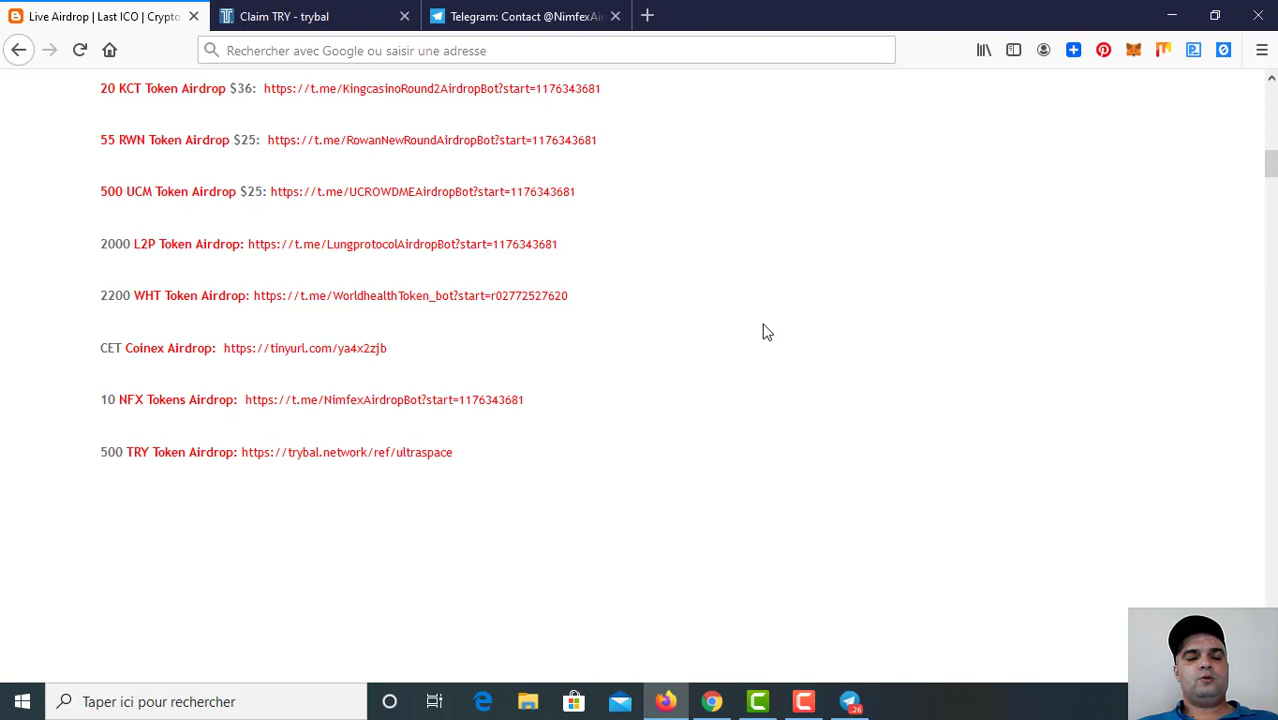 Live Airdrop | Last ICO | Crypto
Claim TRY - trybal
Telegram: Contact @NimfexAir
Rechercher avec Google ou saisir une adresse
20 KCT Token Airdrop $36: https://t.me/KingcasinoRound2AirdropBot?start=1176343681
55 RWN Token Airdrop $25: https://t.me/RowanNewRoundAirdropBot?start=1176343681
500 UCM Token Airdrop $25: https://t.me/UCROWDMEAirdropBot?start=1176343681
2000 L2P Token Airdrop: https://t.me/LungprotocolAirdropBot?start=1176343681
2200 WHT Token Airdrop: https://t.me/WorldhealthToken_bot?start=r02772527620
CET Coinex Airdrop: https://tinyurl.com/ya4x2zjb
10 NFX Tokens Airdrop: https://t.me/NimfexAirdropBot?start=1176343681
500 TRY Token Airdrop: https://trybal.network/ref/ultraspace
Taper ici pour rechercher
26